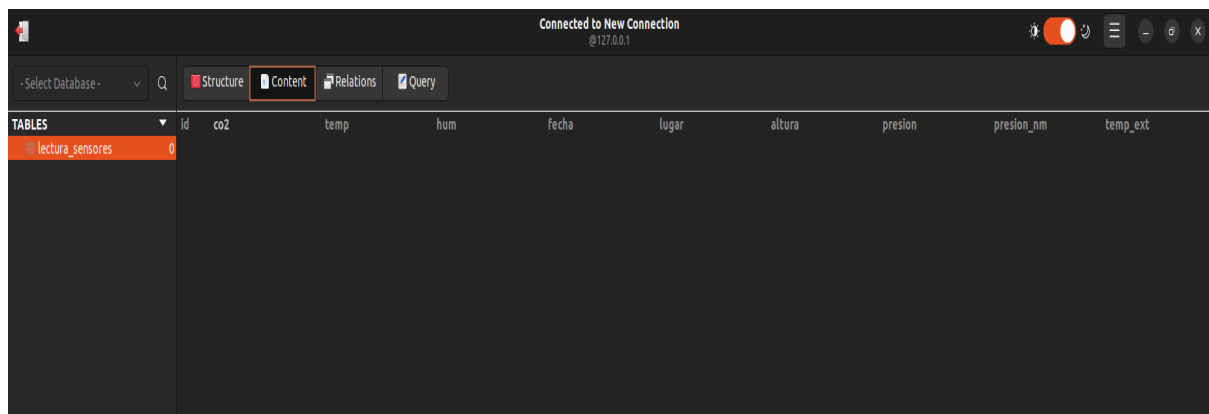 Connected to New Connection
@127.0.0.1
-Select Database-
Structure Content Relations Query
TABLES
id co2 temp hum fecha lugar altura presion presion_nm temp_ext
lectura_sensores 0